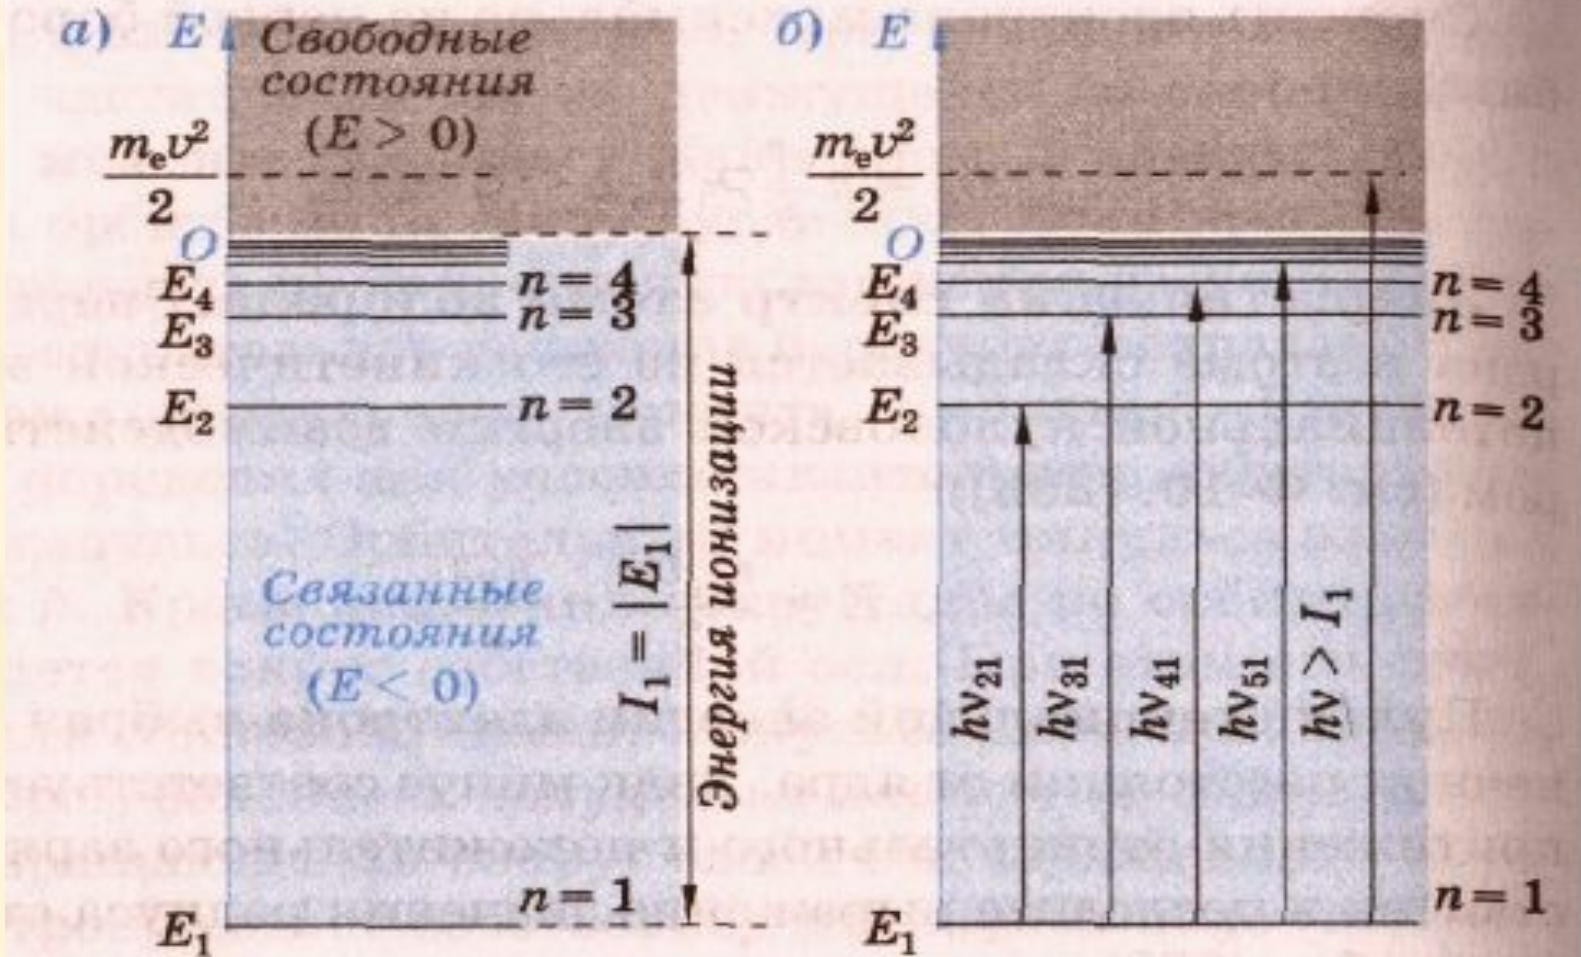 а) E
Свободные
состояния
(E > 0)
mₑv²
2
O
E₄
n = 4
E₃
n = 3
E₂
n = 2
Связанные
состояния
(E < 0)
I₁ = |E₁|
Энергия ионизации
n = 1
E₁
б) E
mₑv²
2
O
E₄
n = 4
E₃
n = 3
E₂
n = 2
hν₂₁
hν₃₁
hν₄₁
hν₅₁
hν > I₁
n = 1
E₁